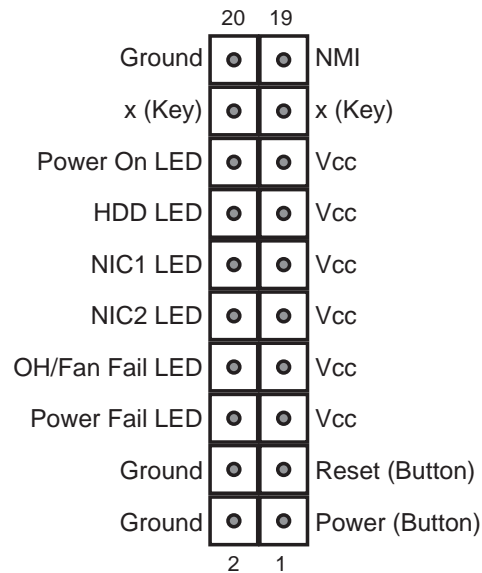 20 19
Ground NMI
x (Key) x (Key)
Power On LED Vcc
HDD LED Vcc
NIC1 LED Vcc
NIC2 LED Vcc
OH/Fan Fail LED Vcc
Power Fail LED Vcc
Ground Reset (Button)
Ground Power (Button)
2 1